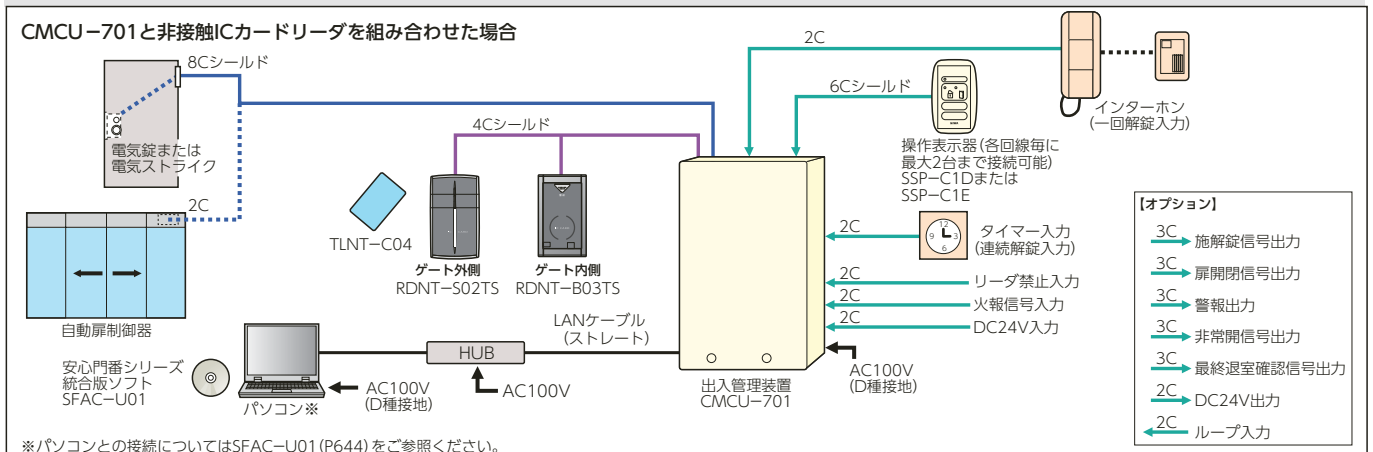 CMCU-701と非接触ICカードリーダを組み合わせた場合
8Cシールド
電気錠または
電気ストライク
2C
自動扉制御器
4Cシールド
TLNT-C04
ゲート外側
RDNT-S02TS
ゲート内側
RDNT-B03TS
2C
インターホン
(一回解錠入力)
6Cシールド
操作表示器(各回線毎に
最大2台まで接続可能)
SSP-C1Dまたは
SSP-C1E
2C
12
9
3
6
タイマー入力
(連続解錠入力)
2C
リーダ禁止入力
2C
火報信号入力
2C
DC24V入力
AC100V
(D種接地)
出入管理装置
CMCU-701
LANケーブル
(ストレート)
HUB
AC100V
安心門番シリーズ
統合版ソフト
SFAC-U01
パソコン※
AC100V
(D種接地)
※パソコンとの接続についてはSFAC-U01(P644)をご参照ください。
【オプション】
3C 施解錠信号出力
3C 扉開閉信号出力
3C 警報出力
3C 非常開信号出力
3C 最終退室確認信号出力
2C DC24V出力
2C ループ入力